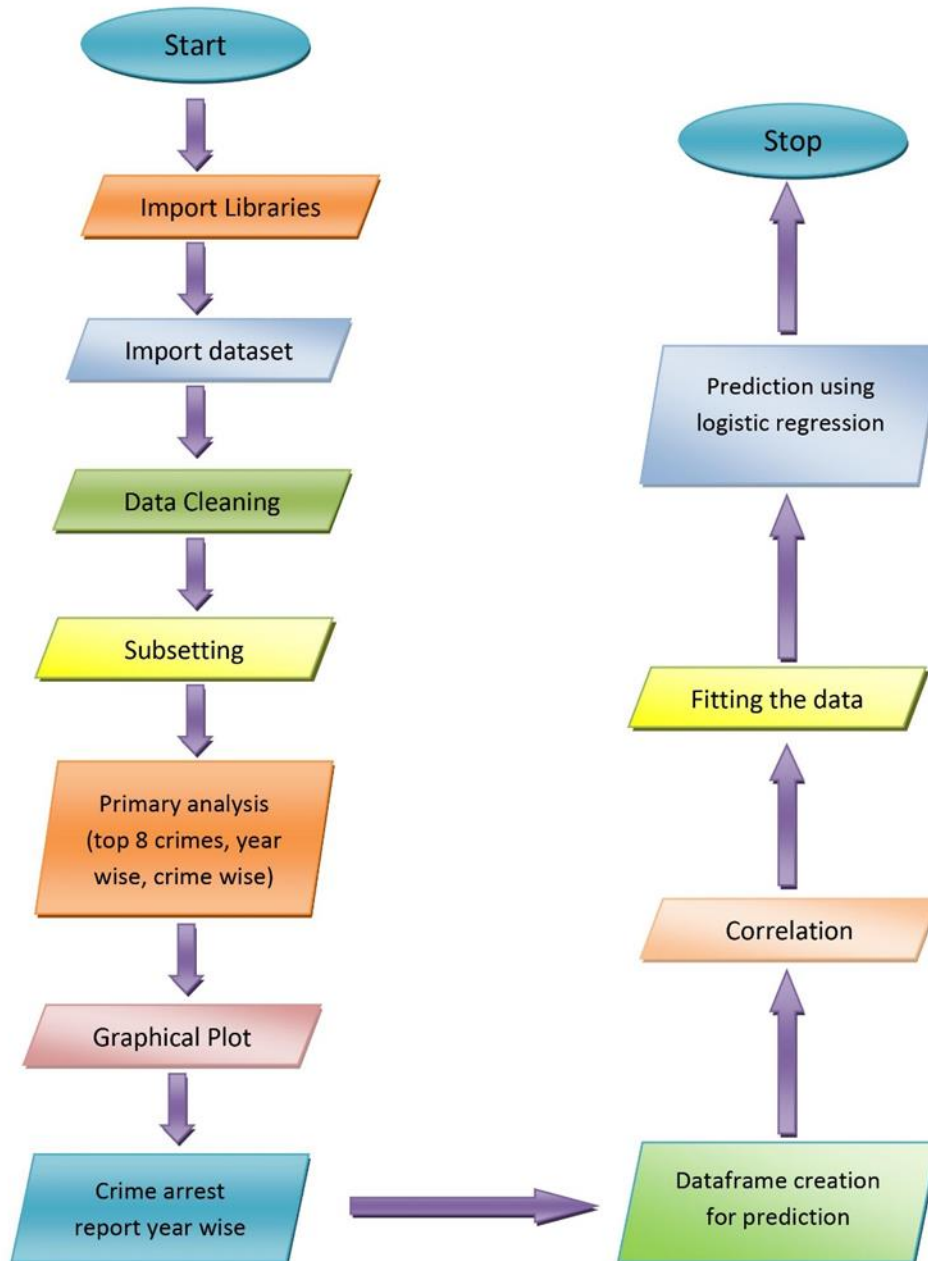 Start
Import Libraries
Import dataset
Data Cleaning
Subsetting
Primary analysis
(top 8 crimes, year
wise, crime wise)
Graphical Plot
Crime arrest
report year wise
Dataframe creation
for prediction
Correlation
Fitting the data
Prediction using
logistic regression
Stop